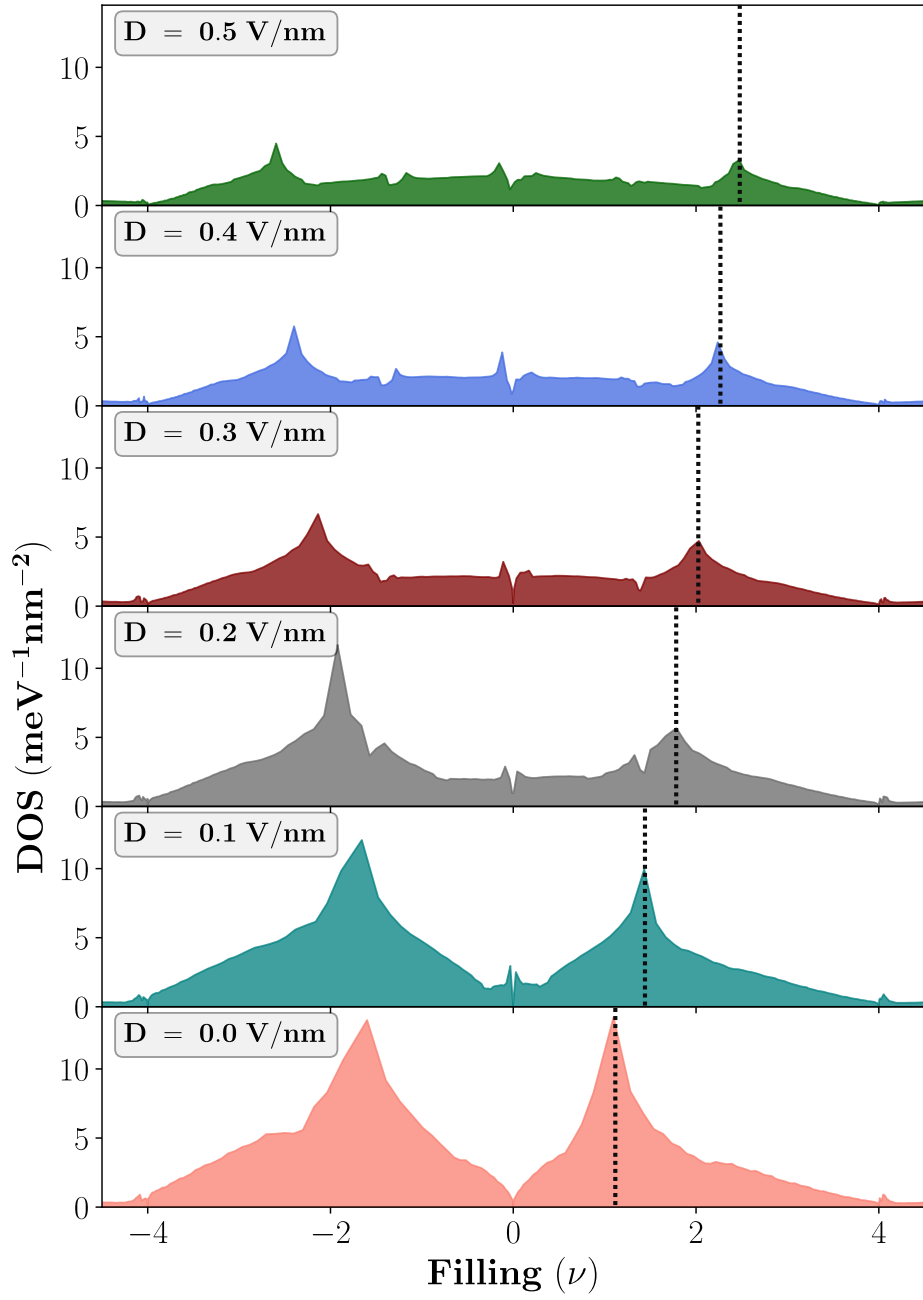 D = 0.5 V/nm
10
5
0
D = 0.4 V/nm
10
5
0
D = 0.3 V/nm
10
5
0
D = 0.2 V/nm
10
5
0
D = 0.1 V/nm
10
5
0
D = 0.0 V/nm
10
5
0
−4 −2 0 2 4
Filling (ν)
DOS (meV⁻¹nm⁻²)